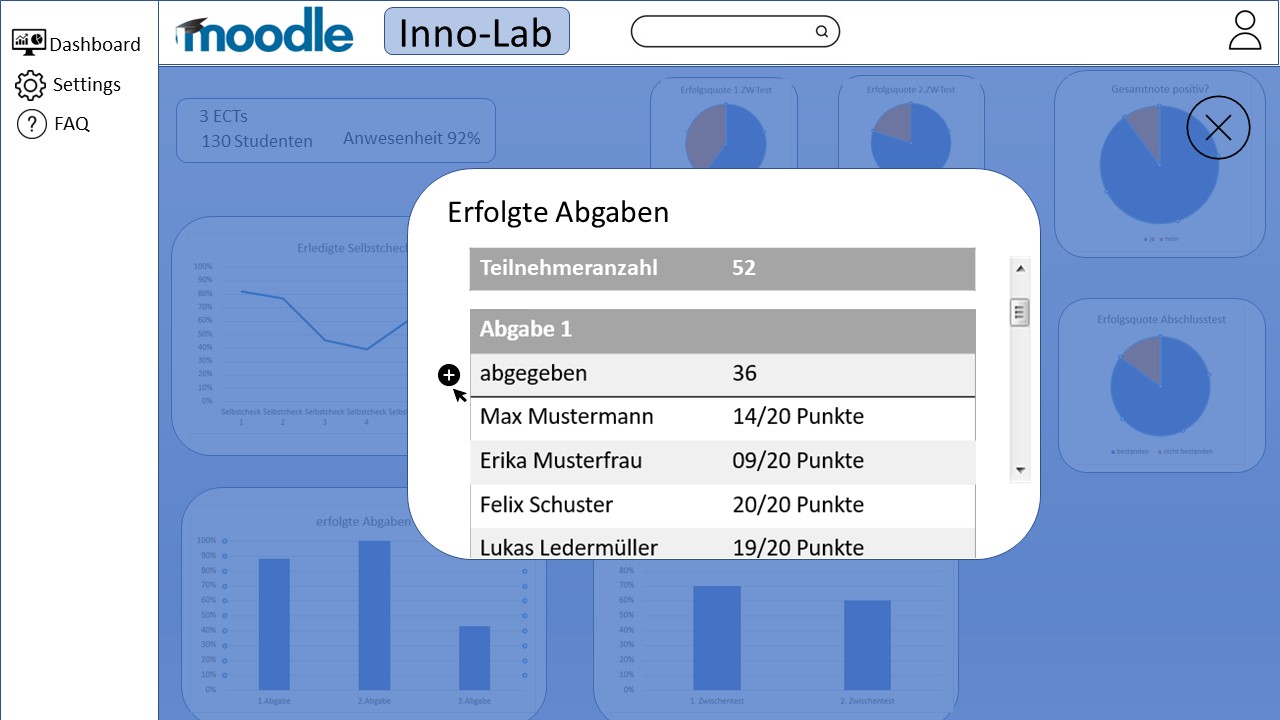 Dashboard
Settings
FAQ
moodle
Inno-Lab
3 ECTs
130 Studenten
Anwesenheit 92%
Erfolgsquote 1.ZW-Test
Erfolgsquote 2.ZW-Test
Gesamtnote positiv?
ja nein
Erledigte Selbstcheck
100%
90%
80%
70%
60%
50%
40%
30%
20%
10%
0%
Selbstcheck Selbstcheck Selbstcheck Selbstcheck Selbs
1 2 3 4
Erfolgte Abgaben
Teilnehmeranzahl 52
Abgabe 1
abgegeben 36
Max Mustermann 14/20 Punkte
Erika Musterfrau 09/20 Punkte
Felix Schuster 20/20 Punkte
Lukas Ledermüller 19/20 Punkte
Erfolgsquote Abschlusstest
bestanden nicht bestanden
erfolgte Abgaben
100%
90%
80%
70%
60%
50%
40%
30%
20%
10%
0%
1.Abgabe 2.Abgabe 3.Abgabe
80%
70%
60%
50%
40%
30%
20%
10%
0%
1. Zwischentest 2. Zwischentest